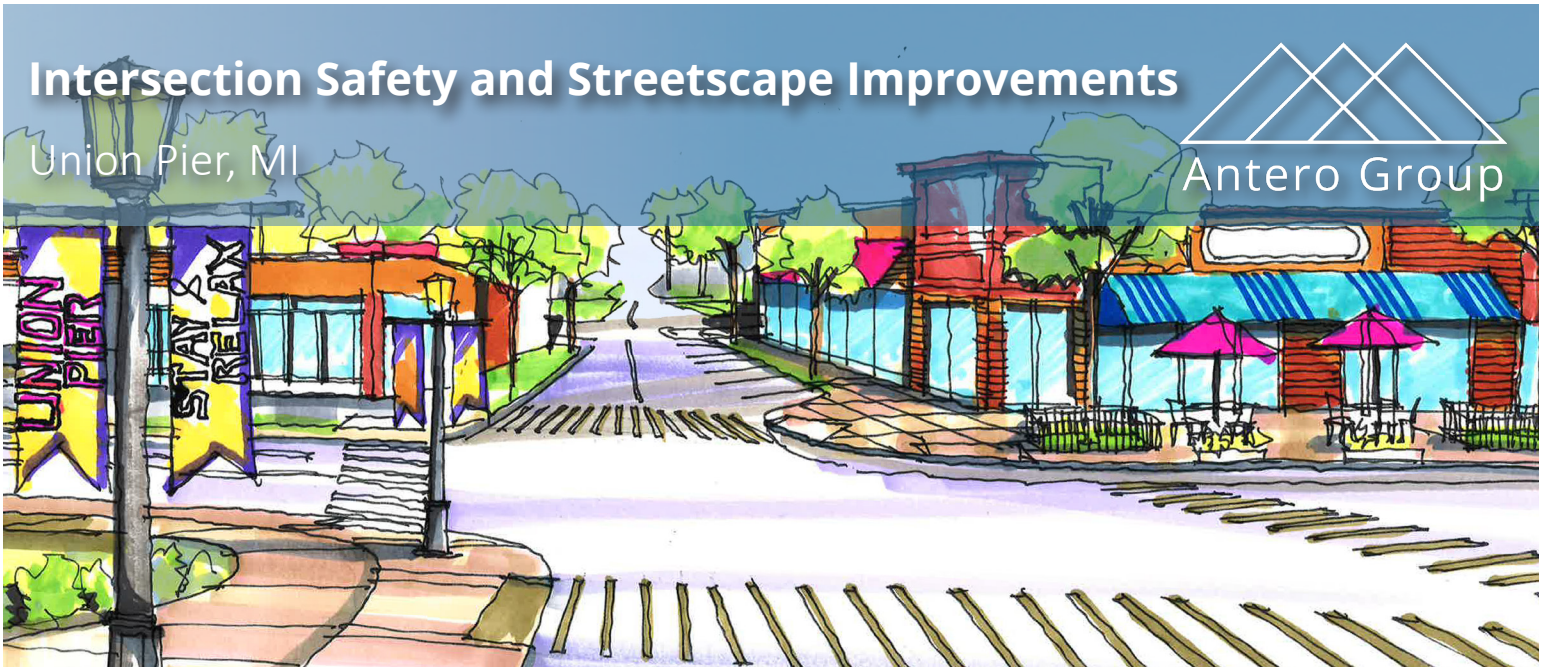 Intersection Safety and Streetscape Improvements
Union Pier, MI
Antero Group
UNION
PIER
STAY &
RELAX